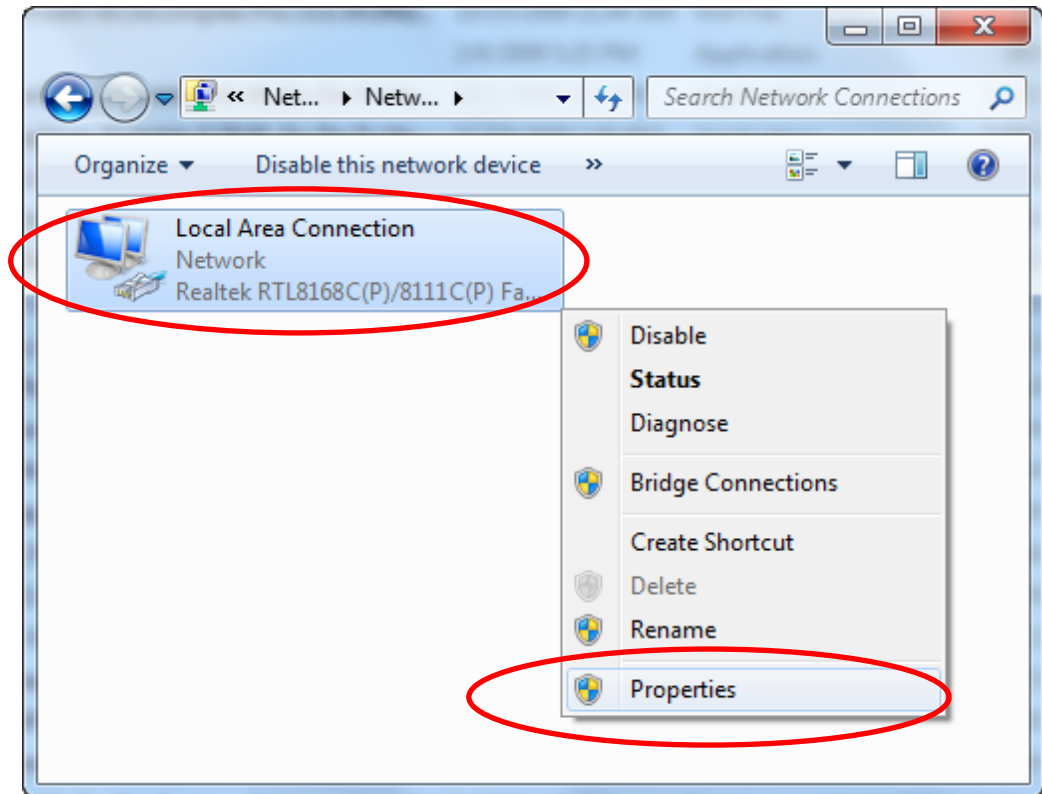 « Net... Netw...
Search Network Connections
Organize
Disable this network device
»
Local Area Connection
Network
Realtek RTL8168C(P)/8111C(P) Fa...
Disable
Status
Diagnose
Bridge Connections
Create Shortcut
Delete
Rename
Properties